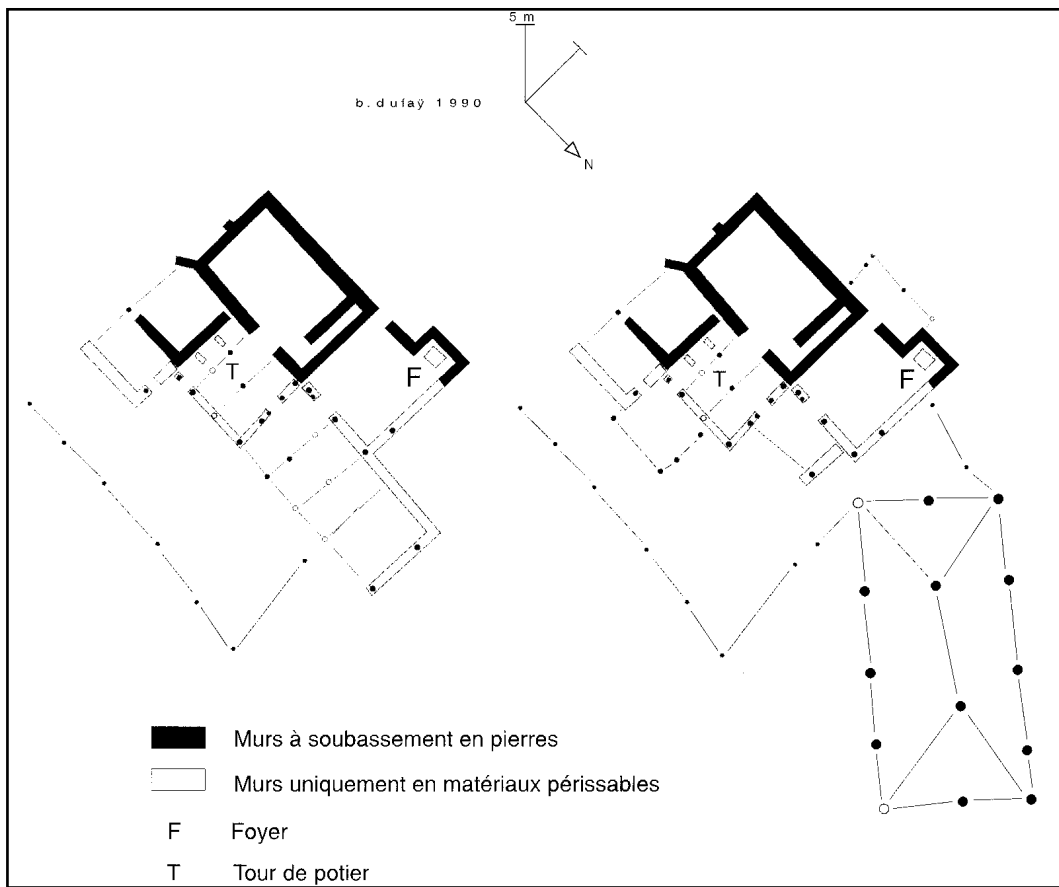 5 m
b. dufaÿ 1990
N
T
F
T
F
Murs à soubassement en pierres
Murs uniquement en matériaux périssables
F Foyer
T Tour de potier